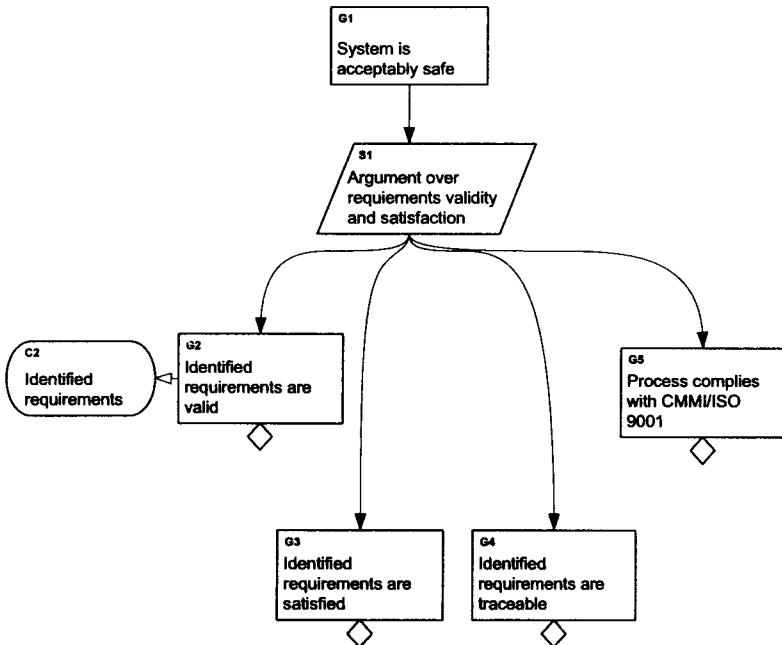 G1
System is
acceptably safe
S1
Argument over
requiements validity
and satisfaction
C2
Identified
requirements
G2
Identified
requirements are
valid
G5
Process complies
with CMMI/ISO
9001
G3
Identified
requirements are
satisfied
G4
Identified
requirements are
traceable